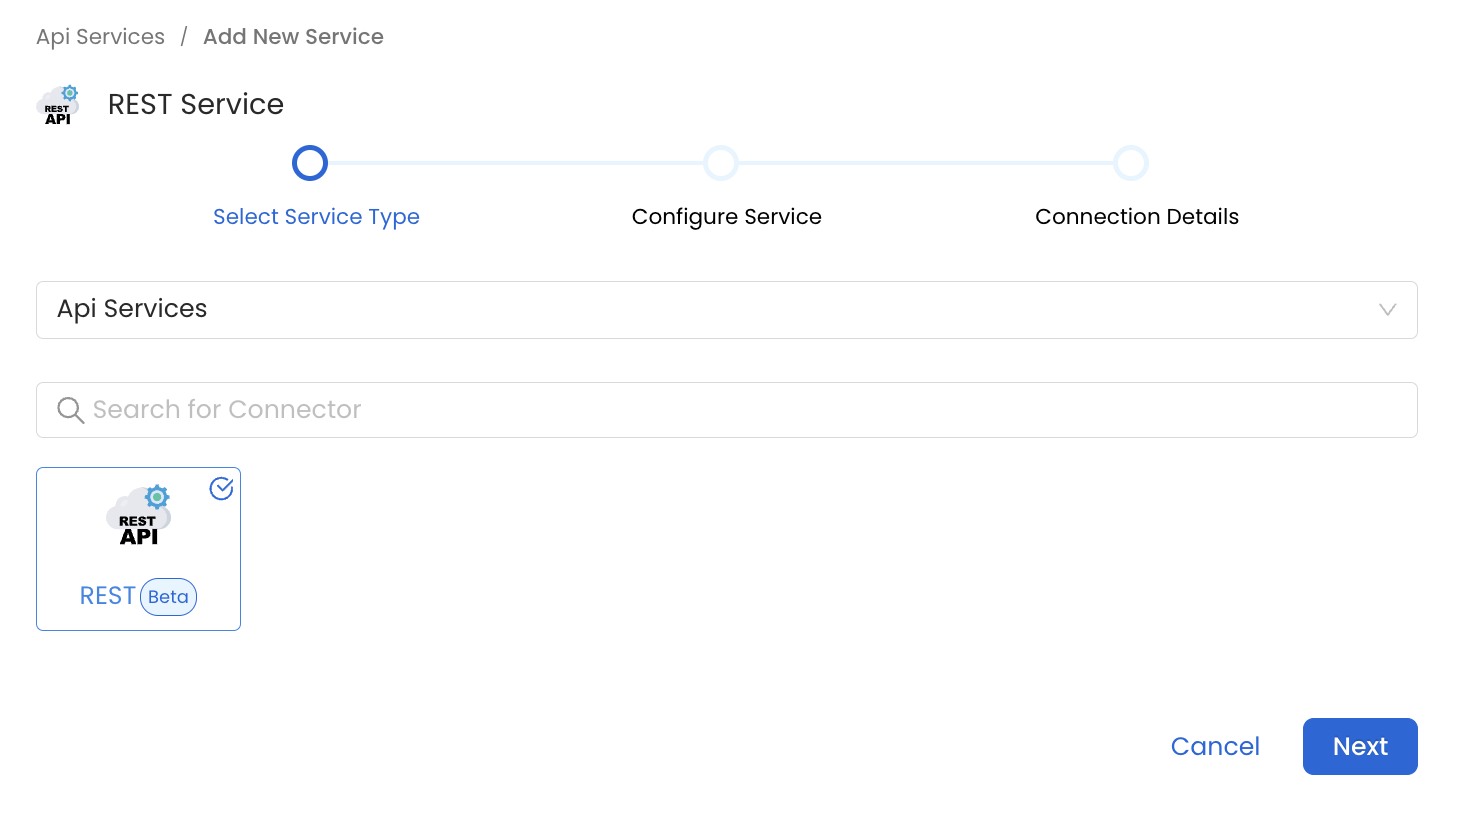 Api Services / Add New Service
REST API
REST Service
Select Service Type
Configure Service
Connection Details
Api Services
Search for Connector
REST
API
REST Beta
Cancel
Next